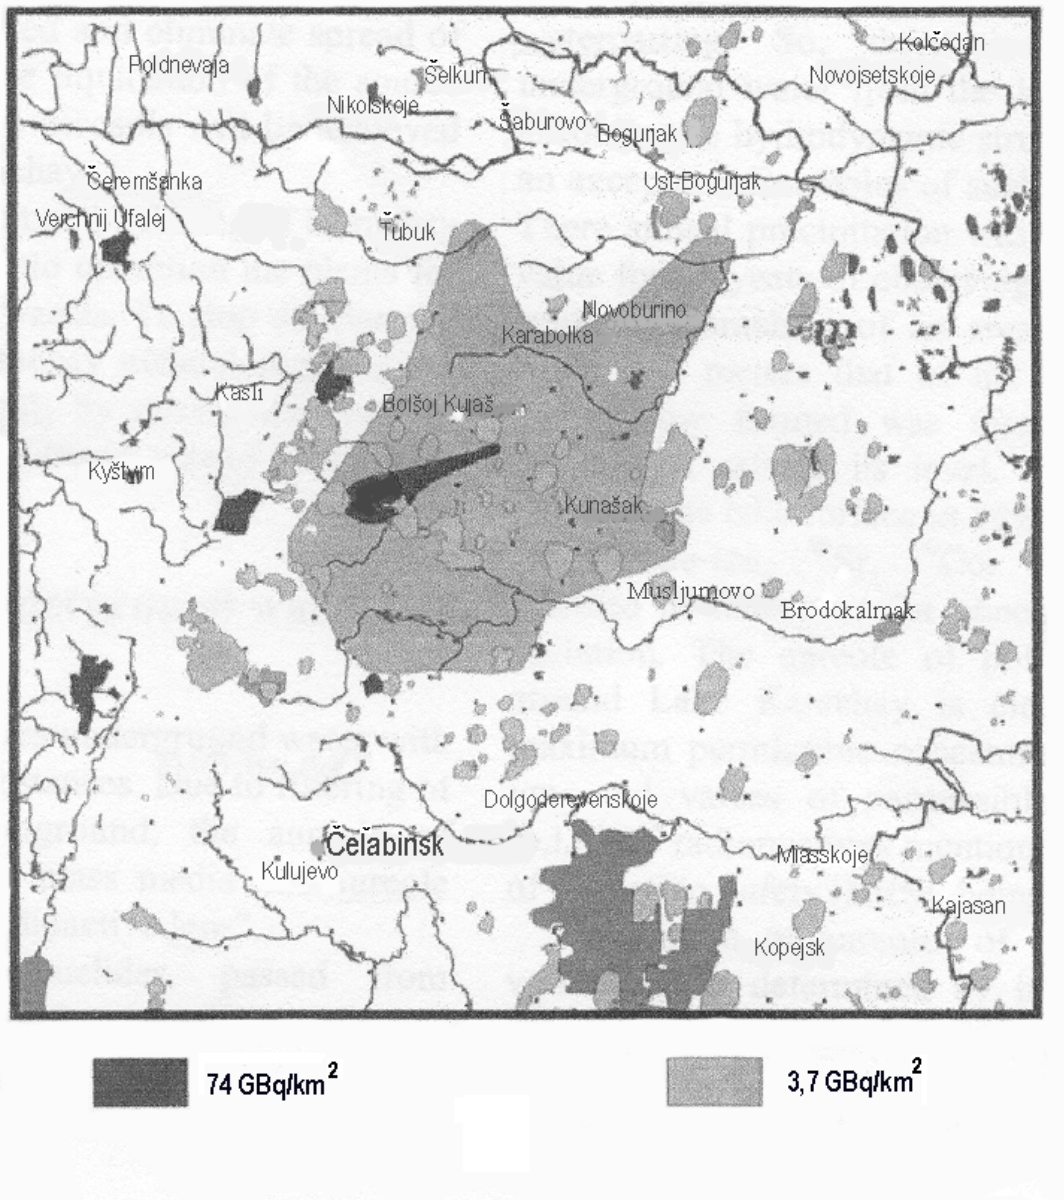 Kolčedan
Poldnevaja
Šelkun
Novojsetskoje
Nikolskoje
Šaburovo
Bogurjak
Čeremšanka
Ust-Bogurjak
Verchnij Ufalej
Tubuk
Novoburino
Karabolka
Kasli
Bolšoj Kujaš
Kyštym
Kunašak
Musljumovo
Brodokalmak
Dolgoderevenskoje
Čelabinsk
Miasskoje
Kulujevo
Kajasan
Kopejsk
74 GBq/km²
3,7 GBq/km²